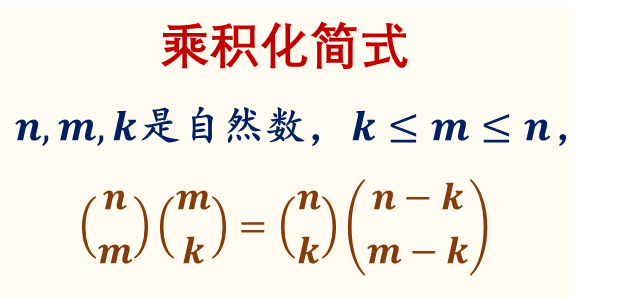 乘积化简式
n, m, k是自然数，k ≤ m ≤ n，
(n m)(m k) = (n k)(n − k m − k)